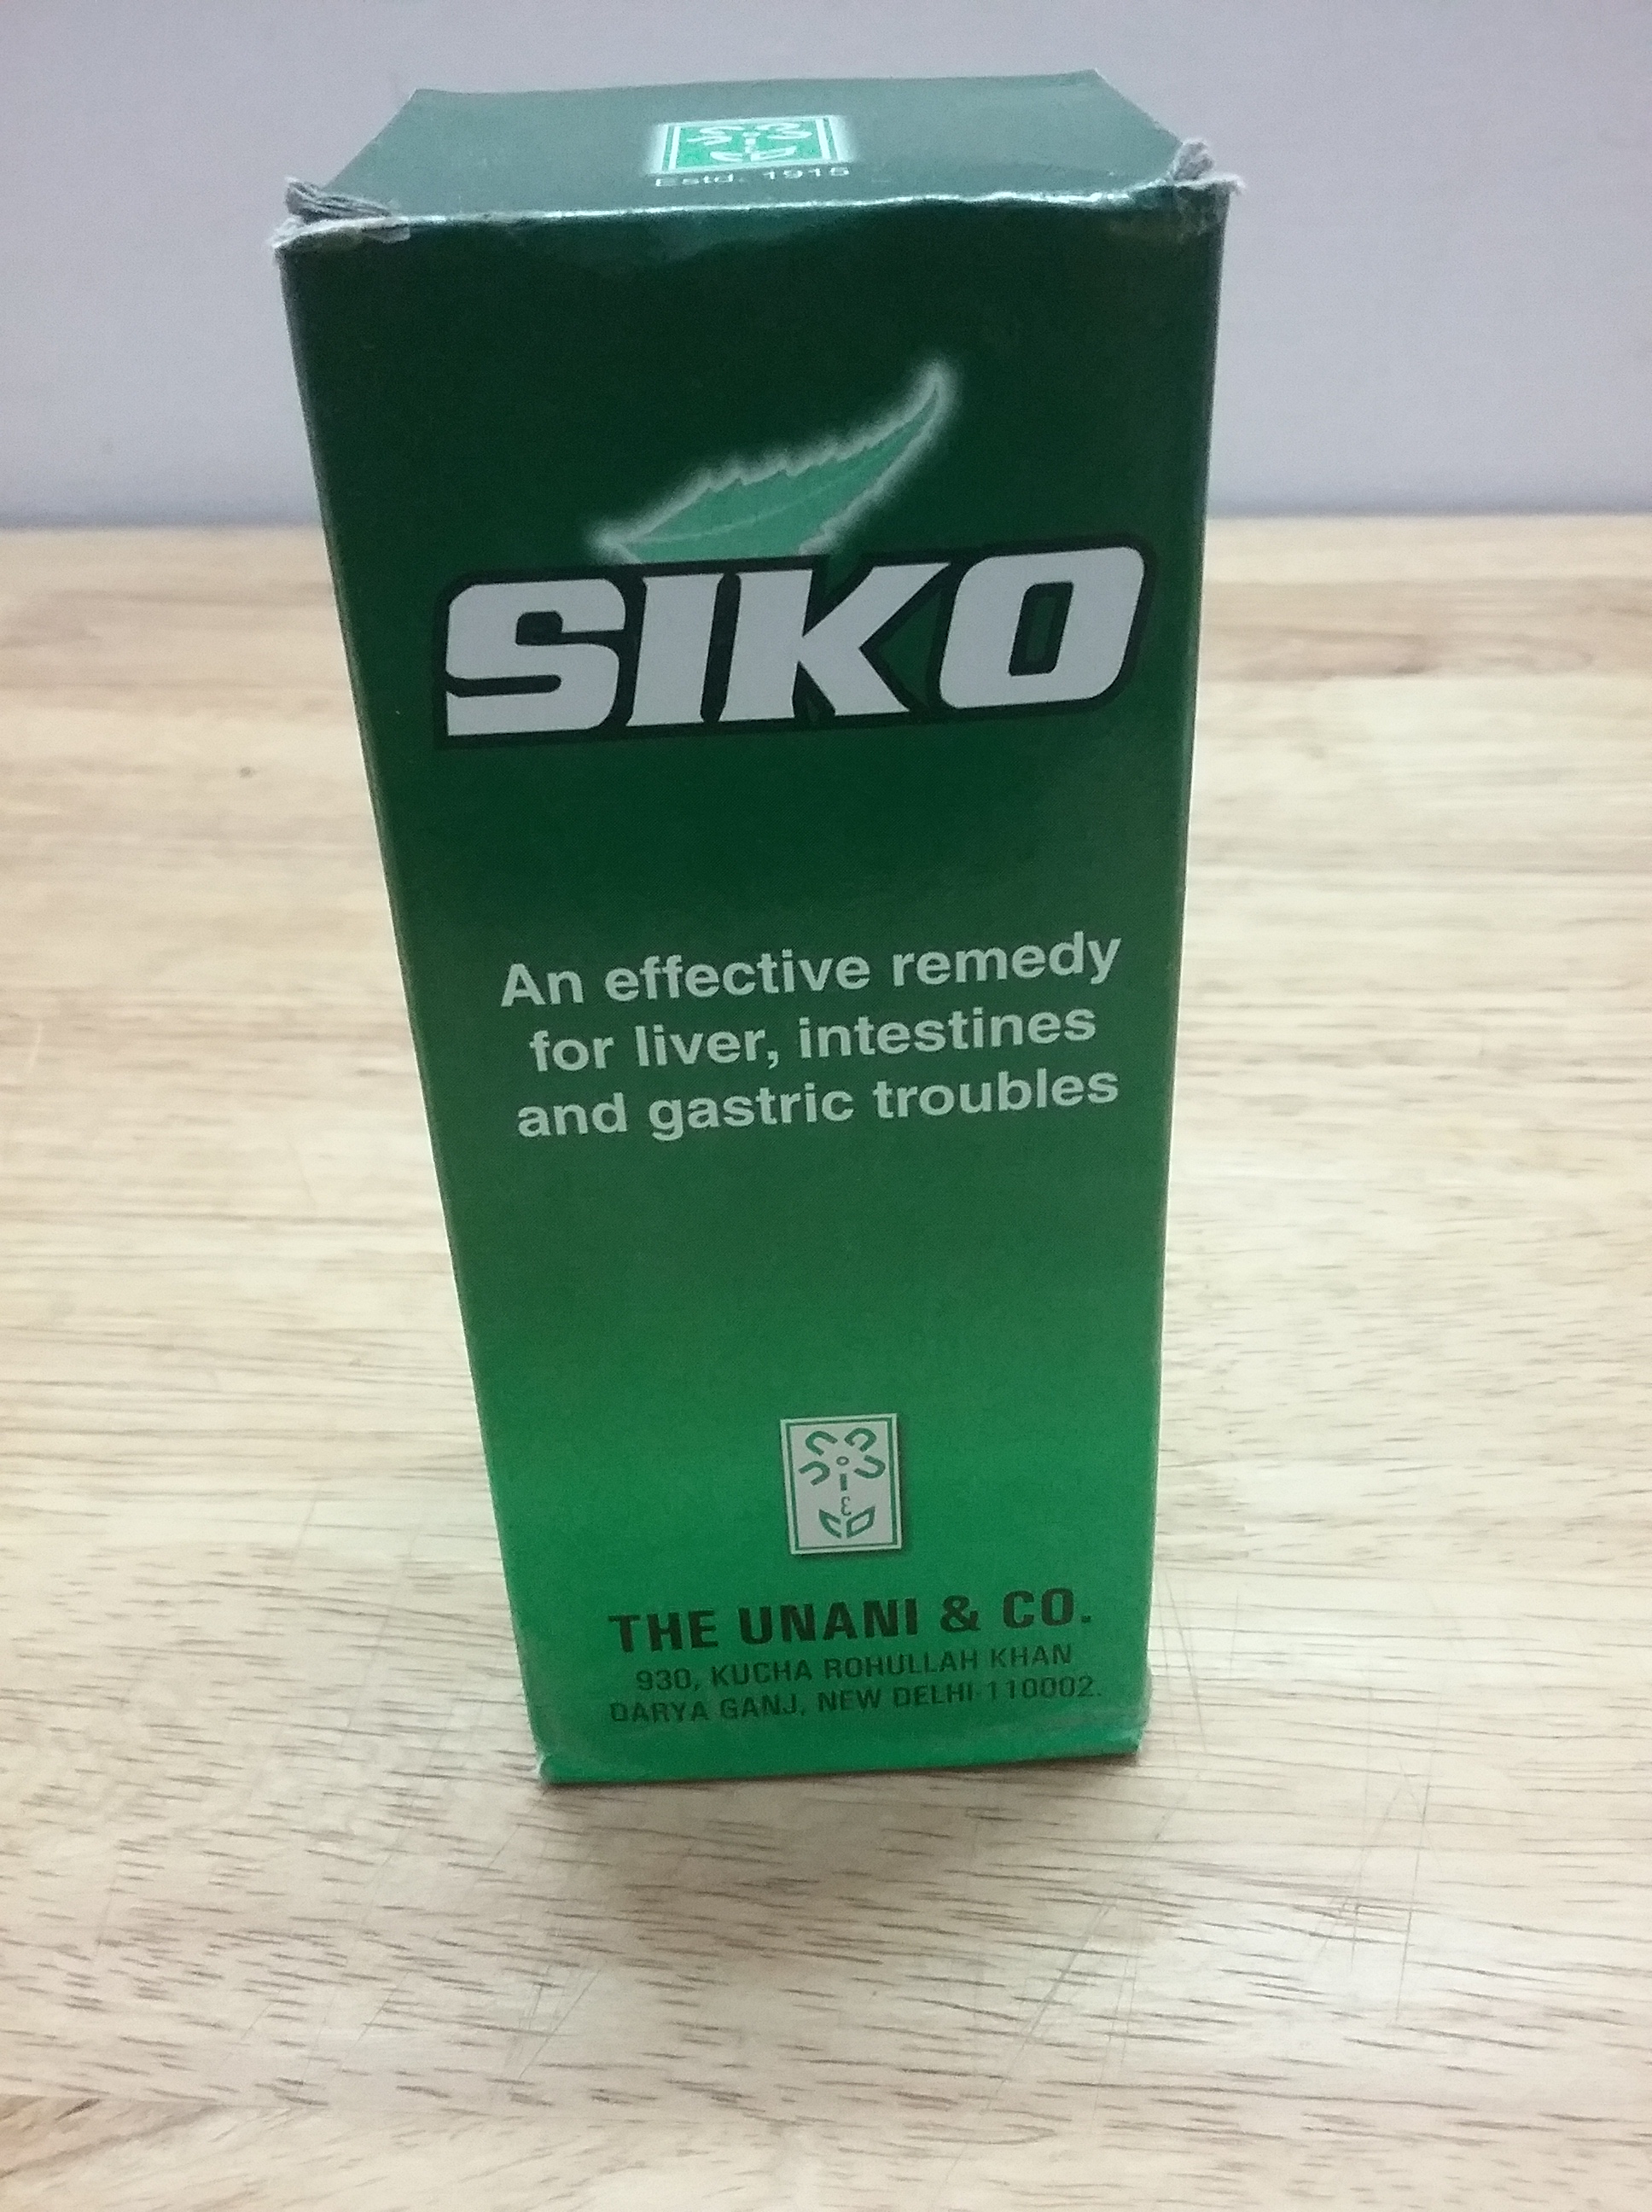 Estd. 1915
SIKO
An effective remedy
for liver, intestines
and gastric troubles
THE UNANI & CO.
930, KUCHA ROHULLAH KHAN
DARYA GANJ, NEW DELHI-110002.